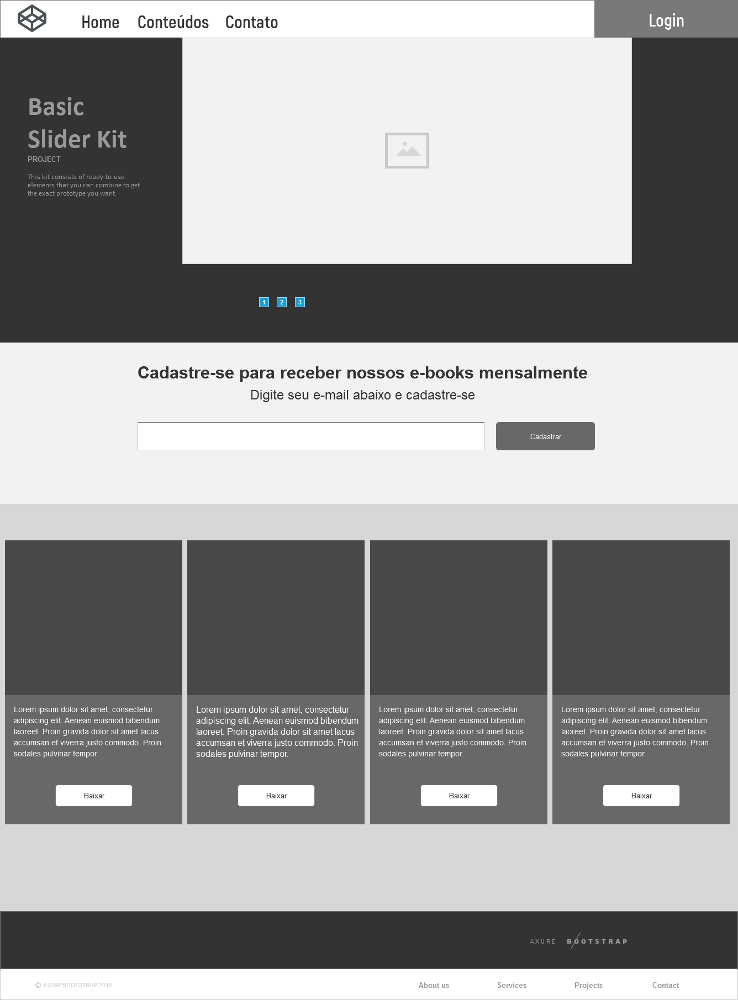 Home Conteúdos Contato
Login
Basic
Slider Kit
PROJECT
This kit consists of ready-to-use
elements that you can combine to get
the exact prototype you want.
1 2 3
Cadastre-se para receber nossos e-books mensalmente
Digite seu e-mail abaixo e cadastre-se
Cadastrar
Lorem ipsum dolor sit amet, consectetur
adipiscing elit. Aenean euismod bibendum
laoreet. Proin gravida dolor sit amet lacus
accumsan et viverra justo commodo. Proin
sodales pulvinar tempor.
Baixar
Lorem ipsum dolor sit amet, consectetur
adipiscing elit. Aenean euismod bibendum
laoreet. Proin gravida dolor sit amet lacus
accumsan et viverra justo commodo. Proin
sodales pulvinar tempor.
Baixar
Lorem ipsum dolor sit amet, consectetur
adipiscing elit. Aenean euismod bibendum
laoreet. Proin gravida dolor sit amet lacus
accumsan et viverra justo commodo. Proin
sodales pulvinar tempor.
Baixar
Lorem ipsum dolor sit amet, consectetur
adipiscing elit. Aenean euismod bibendum
laoreet. Proin gravida dolor sit amet lacus
accumsan et viverra justo commodo. Proin
sodales pulvinar tempor.
Baixar
AXURE BOOTSTRAP
© AXUREBOOTSTRAP 2015
About us Services Projects Contact